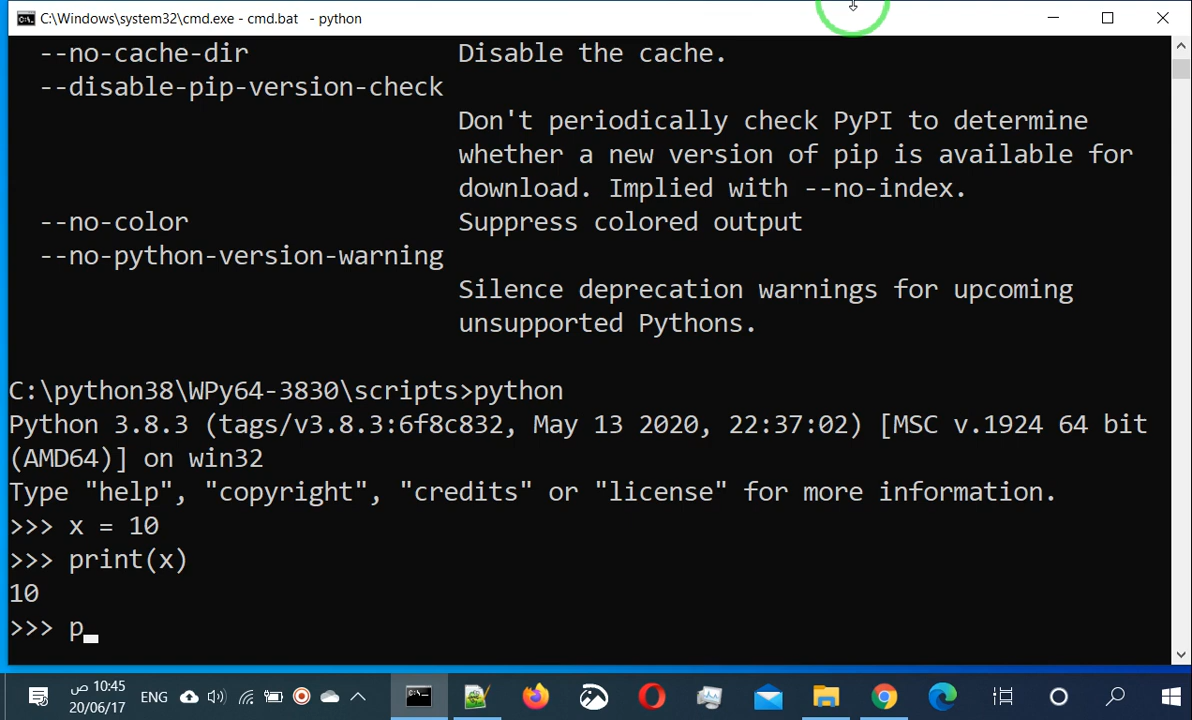 C:\Windows\system32\cmd.exe - cmd.bat - python
--no-cache-dir Disable the cache.
--disable-pip-version-check
Don't periodically check PyPI to determine
whether a new version of pip is available for
download. Implied with --no-index.
--no-color Suppress colored output
--no-python-version-warning
Silence deprecation warnings for upcoming
unsupported Pythons.
C:\python38\WPy64-3830\scripts>python
Python 3.8.3 (tags/v3.8.3:6f8c832, May 13 2020, 22:37:02) [MSC v.1924 64 bit
(AMD64)] on win32
Type "help", "copyright", "credits" or "license" for more information.
>>> x = 10
>>> print(x)
10
>>> p_
10:45 ص
20/06/17
ENG